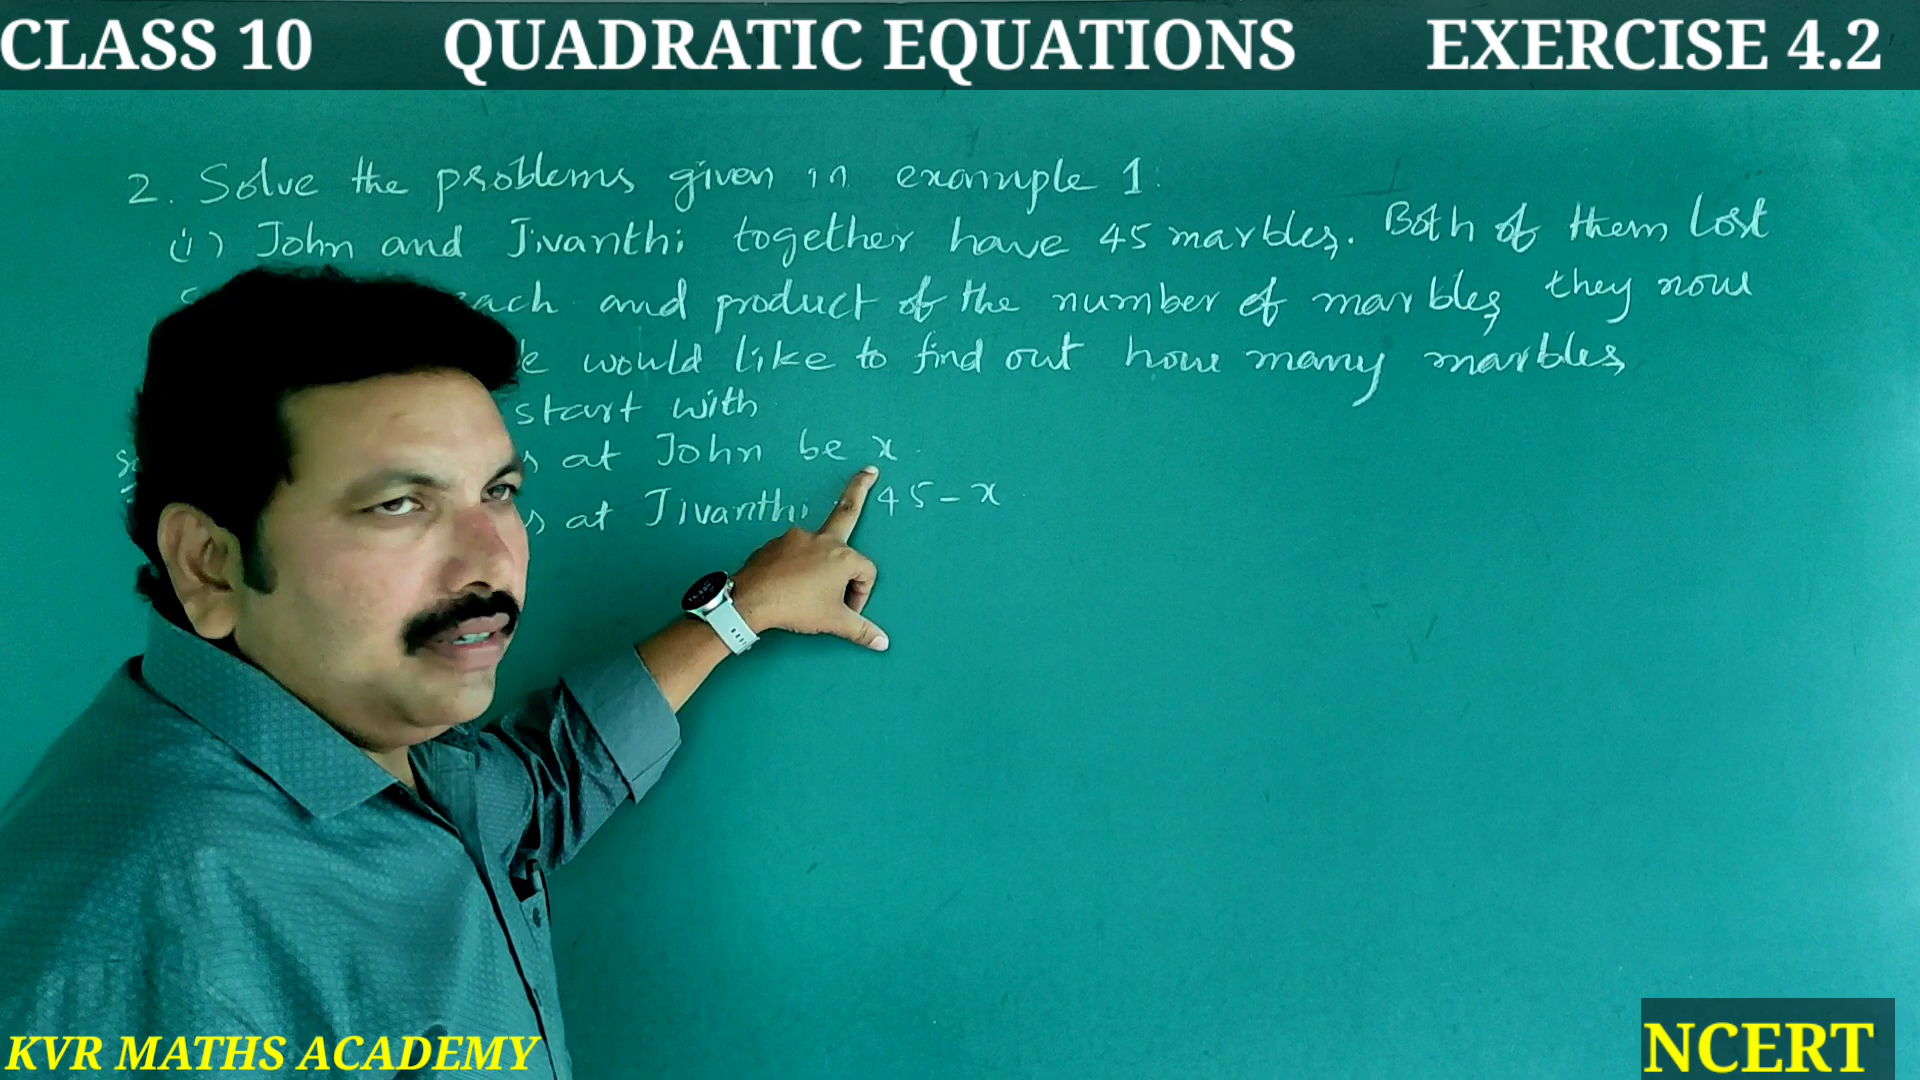 CLASS 10 QUADRATIC EQUATIONS EXERCISE 4.2
2. Solve the problems given in example 1.
(i) John and Jivanthi together have 45 marbles. Both of them lost
each and product of the number of marbles they now
would like to find out how many marbles
start with
at John be x.
at Jivanthi 45-x
KVR MATHS ACADEMY
NCERT